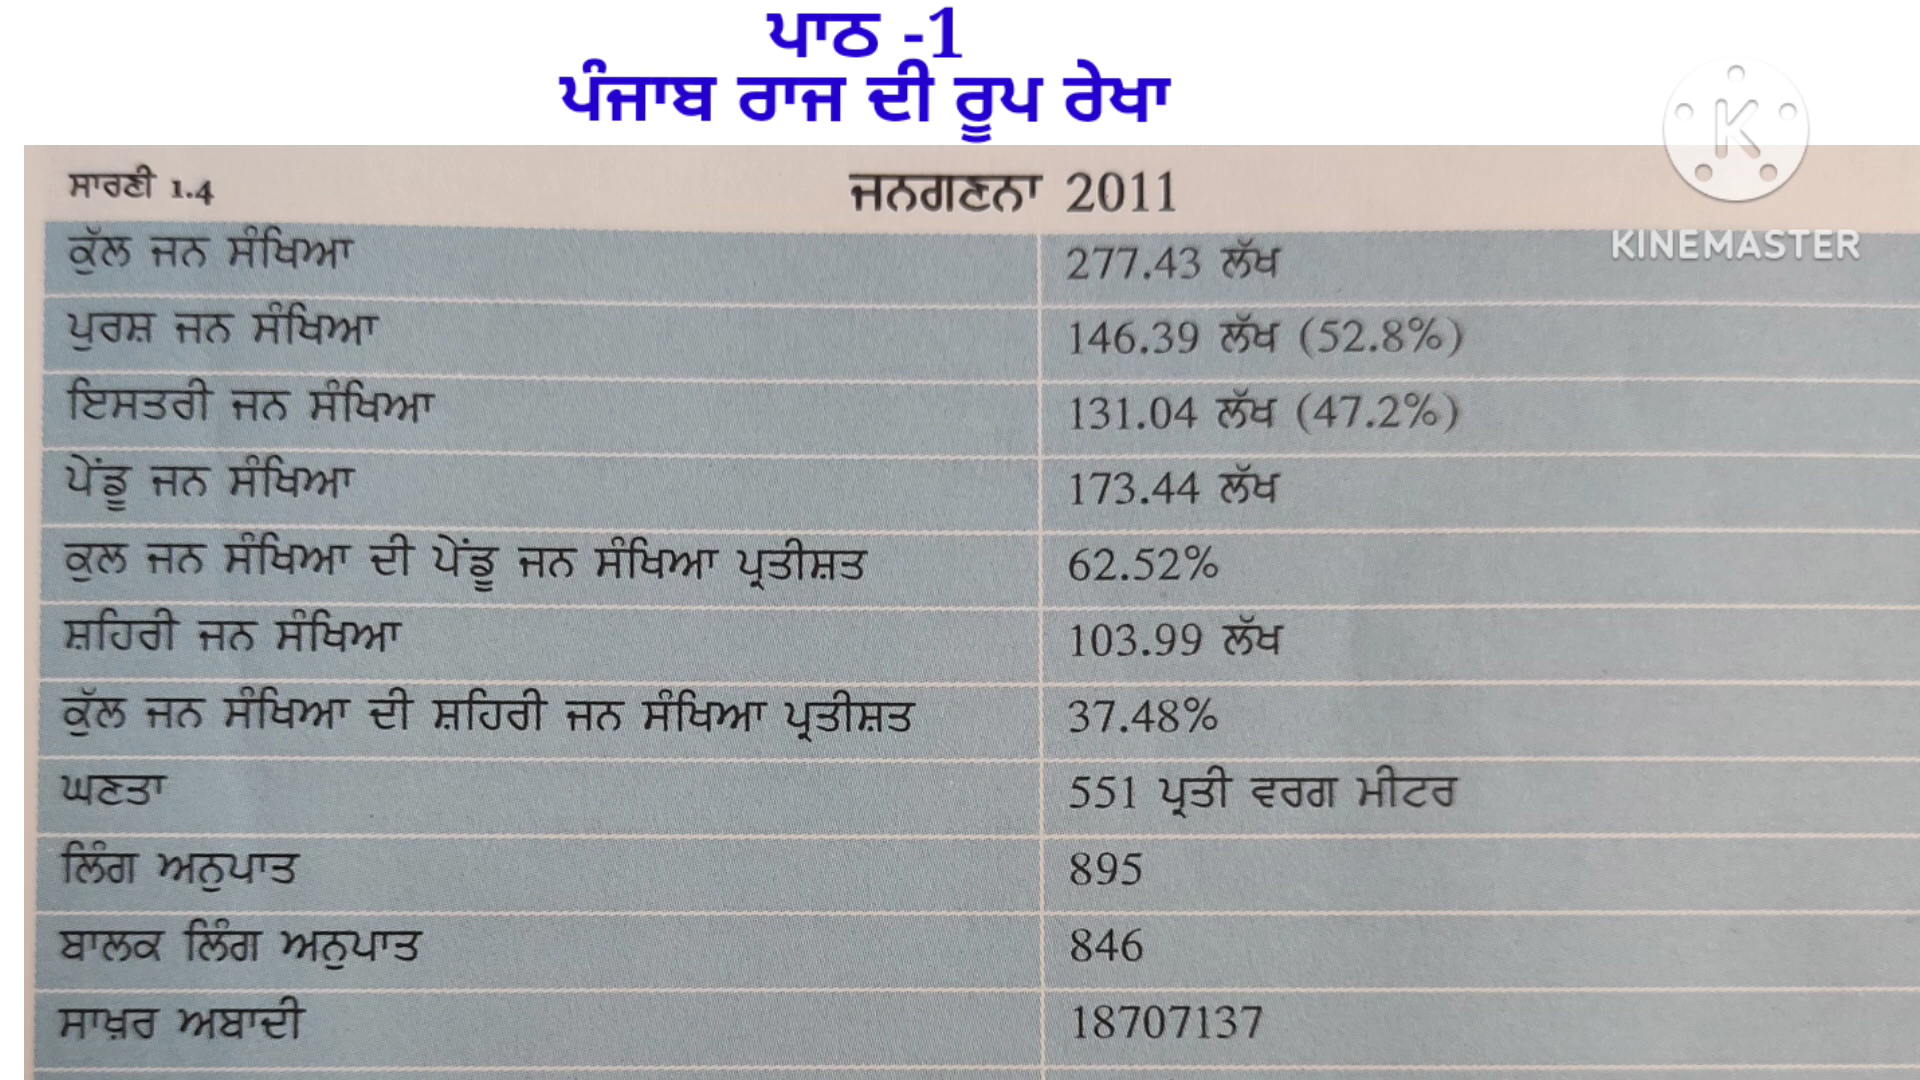 ਪਾਠ -1
ਪੰਜਾਬ ਰਾਜ ਦੀ ਰੂਪ ਰੇਖਾ
K
KINEMASTER
ਸਾਰਣੀ 1.4 ਜਨਗਣਨਾ 2011
ਕੁੱਲ ਜਨ ਸੰਖਿਆ 277.43 ਲੱਖ
ਪੁਰਸ਼ ਜਨ ਸੰਖਿਆ 146.39 ਲੱਖ (52.8%)
ਇਸਤਰੀ ਜਨ ਸੰਖਿਆ 131.04 ਲੱਖ (47.2%)
ਪੇਂਡੂ ਜਨ ਸੰਖਿਆ 173.44 ਲੱਖ
ਕੁਲ ਜਨ ਸੰਖਿਆ ਦੀ ਪੇਂਡੂ ਜਨ ਸੰਖਿਆ ਪ੍ਰਤੀਸ਼ਤ 62.52%
ਸ਼ਹਿਰੀ ਜਨ ਸੰਖਿਆ 103.99 ਲੱਖ
ਕੁੱਲ ਜਨ ਸੰਖਿਆ ਦੀ ਸ਼ਹਿਰੀ ਜਨ ਸੰਖਿਆ ਪ੍ਰਤੀਸ਼ਤ 37.48%
ਘਣਤਾ 551 ਪ੍ਰਤੀ ਵਰਗ ਮੀਟਰ
ਲਿੰਗ ਅਨੁਪਾਤ 895
ਬਾਲਕ ਲਿੰਗ ਅਨੁਪਾਤ 846
ਸਾਖ਼ਰ ਅਬਾਦੀ 18707137